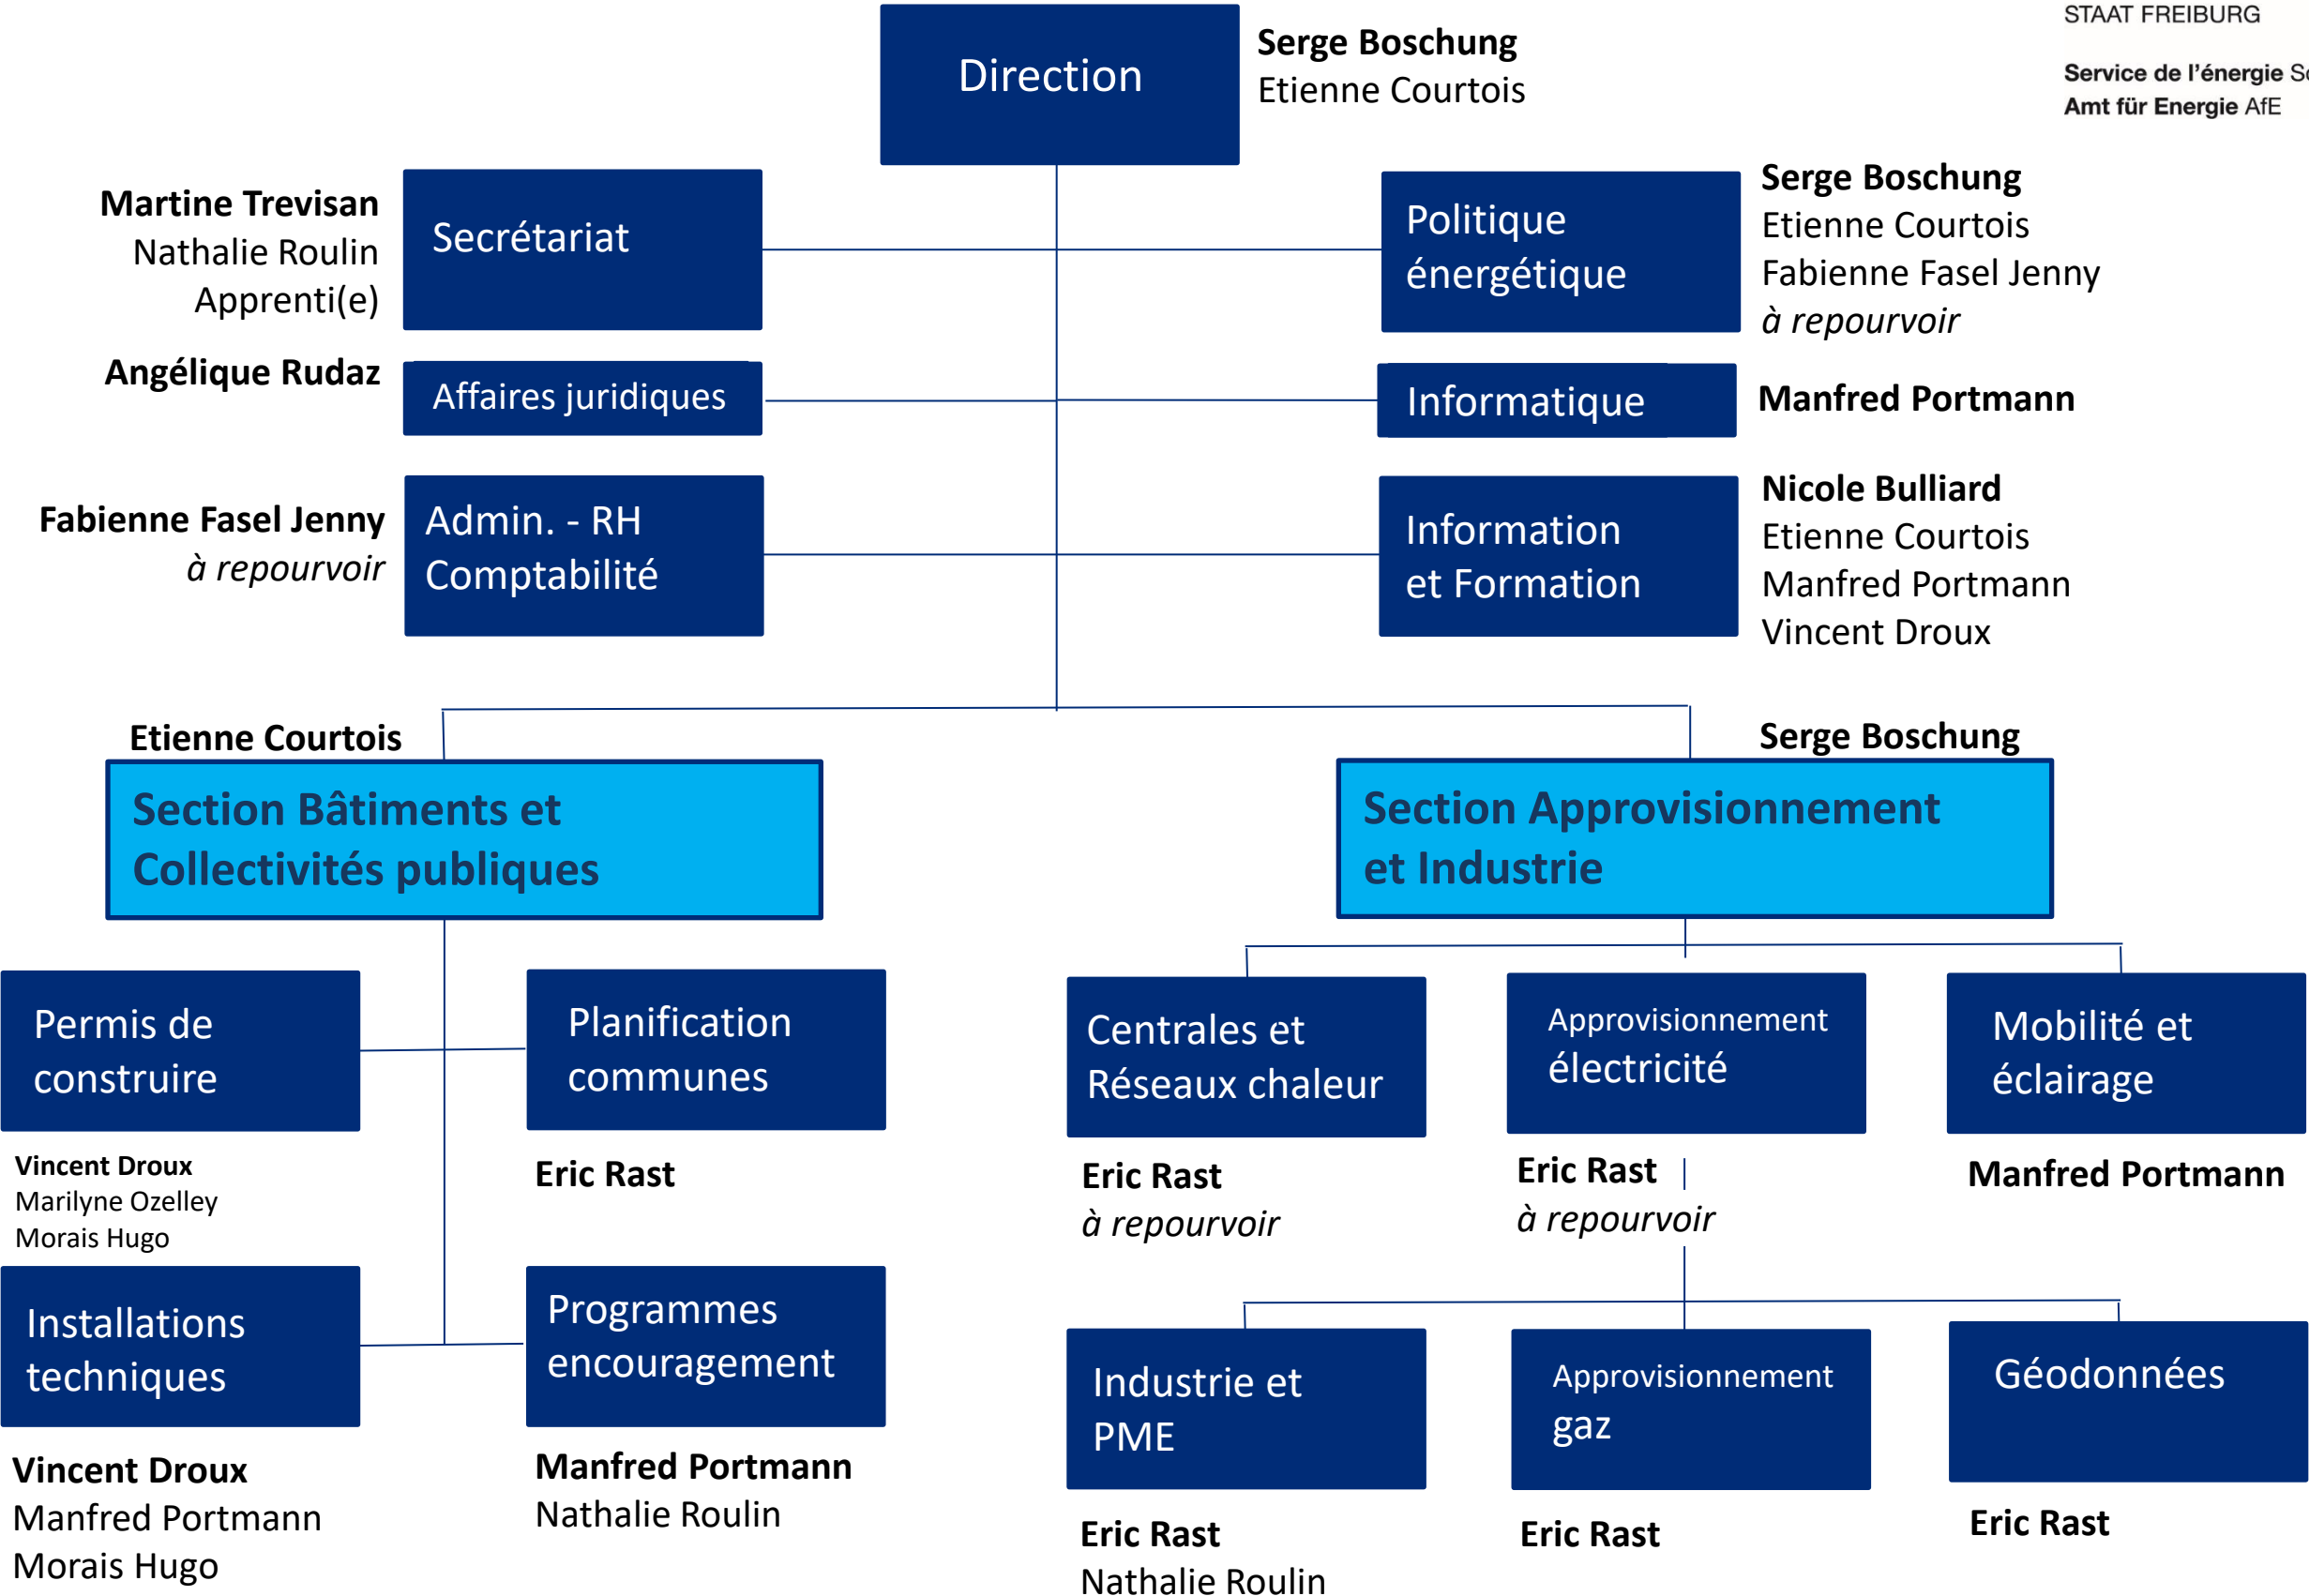 STAAT FREIBURG
Service de l'énergie
Amt für Energie AfE
Direction
Serge Boschung
Etienne Courtois
Martine Trevisan
Nathalie Roulin
Apprenti(e)
Secrétariat
Politique
énergétique
Serge Boschung
Etienne Courtois
Fabienne Fasel Jenny
à repourvoir
Angélique Rudaz
Affaires juridiques
Informatique
Manfred Portmann
Fabienne Fasel Jenny
à repourvoir
Admin. - RH
Comptabilité
Information
et Formation
Nicole Bulliard
Etienne Courtois
Manfred Portmann
Vincent Droux
Etienne Courtois
Section Bâtiments et
Collectivités publiques
Serge Boschung
Section Approvisionnement
et Industrie
Permis de
construire
Vincent Droux
Marilyne Ozelley
Morais Hugo
Planification
communes
Eric Rast
Centrales et
Réseaux chaleur
Eric Rast
à repourvoir
Approvisionnement
électricité
Eric Rast
à repourvoir
Mobilité et
éclairage
Manfred Portmann
Installations
techniques
Vincent Droux
Manfred Portmann
Morais Hugo
Programmes
encouragement
Manfred Portmann
Nathalie Roulin
Industrie et
PME
Eric Rast
Nathalie Roulin
Approvisionnement
gaz
Eric Rast
Géodonnées
Eric Rast